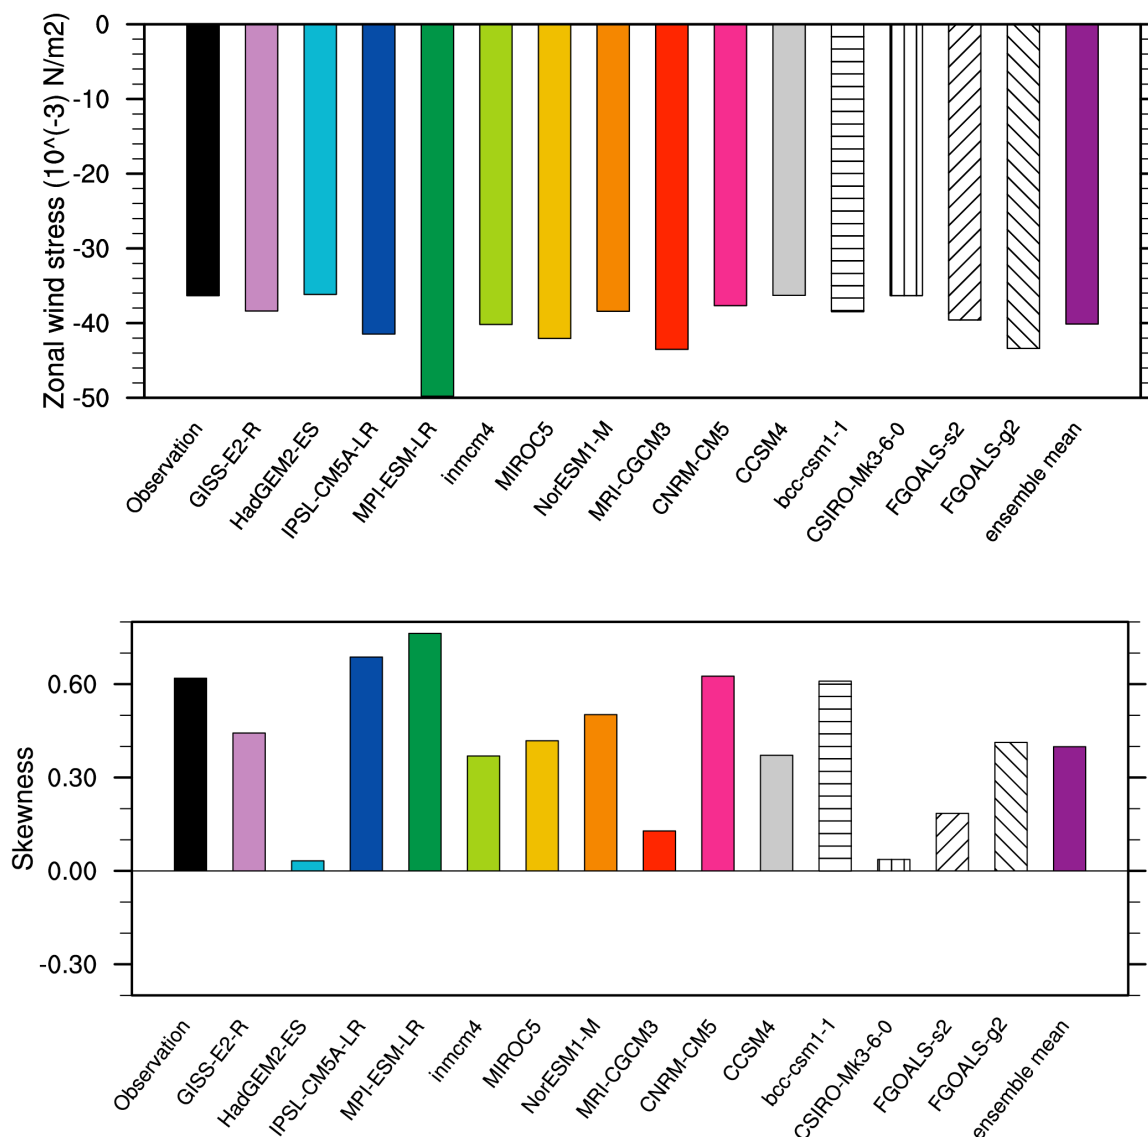 Zonal wind stress (10^(-3) N/m2)
0
-10
-20
-30
-40
-50
Observation
GISS-E2-R
HadGEM2-ES
IPSL-CM5A-LR
MPI-ESM-LR
inmcm4
MIROC5
NorESM1-M
MRI-CGCM3
CNRM-CM5
CCSM4
bcc-csm1-1
CSIRO-Mk3-6-0
FGOALS-s2
FGOALS-g2
ensemble mean
Skewness
0.60
0.30
0.00
-0.30
Observation
GISS-E2-R
HadGEM2-ES
IPSL-CM5A-LR
MPI-ESM-LR
inmcm4
MIROC5
NorESM1-M
MRI-CGCM3
CNRM-CM5
CCSM4
bcc-csm1-1
CSIRO-Mk3-6-0
FGOALS-s2
FGOALS-g2
ensemble mean